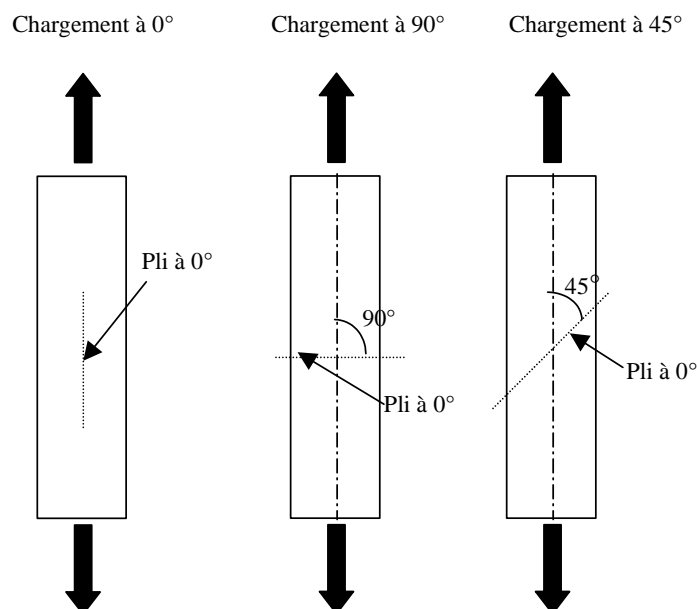 Chargement à 0°
Chargement à 90°
Chargement à 45°
Pli à 0°
90°
Pli à 0°
45°
Pli à 0°